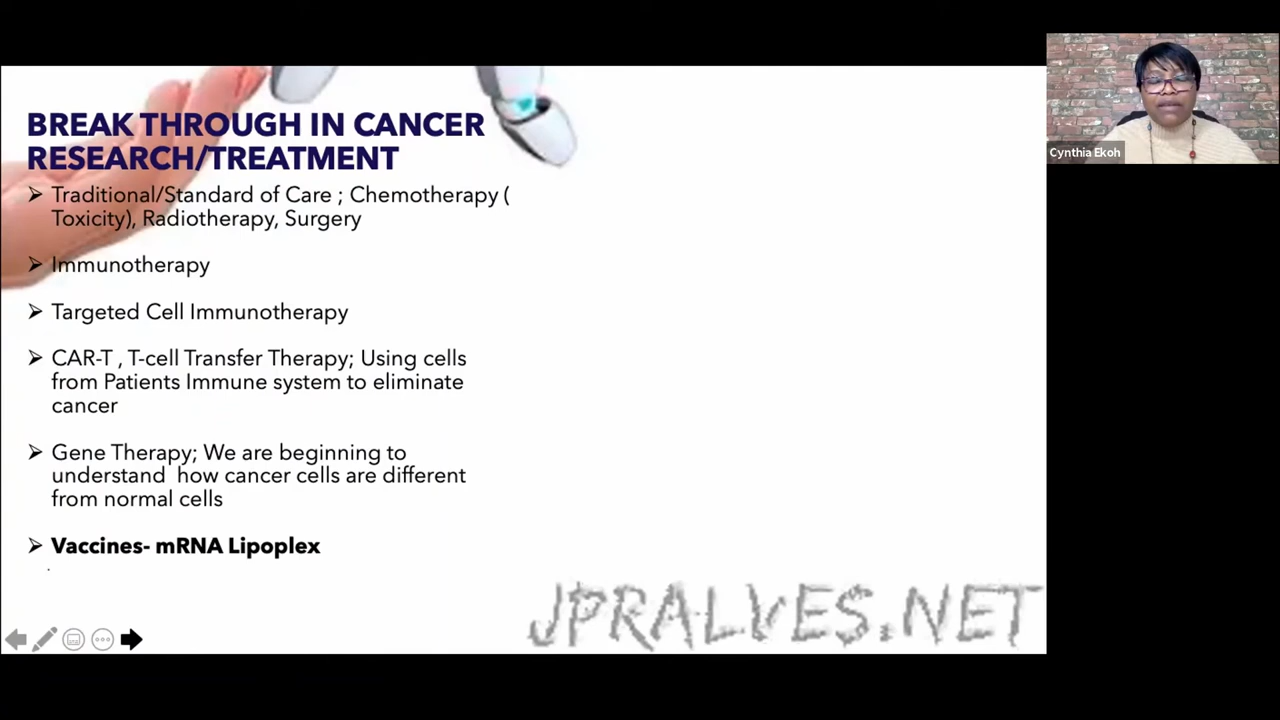 BREAK THROUGH IN CANCER
RESEARCH/TREATMENT
➢ Traditional/Standard of Care ; Chemotherapy (
Toxicity), Radiotherapy, Surgery
➢ Immunotherapy
➢ Targeted Cell Immunotherapy
➢ CAR-T , T-cell Transfer Therapy; Using cells
from Patients Immune system to eliminate
cancer
➢ Gene Therapy; We are beginning to
understand  how cancer cells are different
from normal cells
➢ Vaccines- mRNA Lipoplex
.
JPRALVES.NET
Cynthia Ekoh